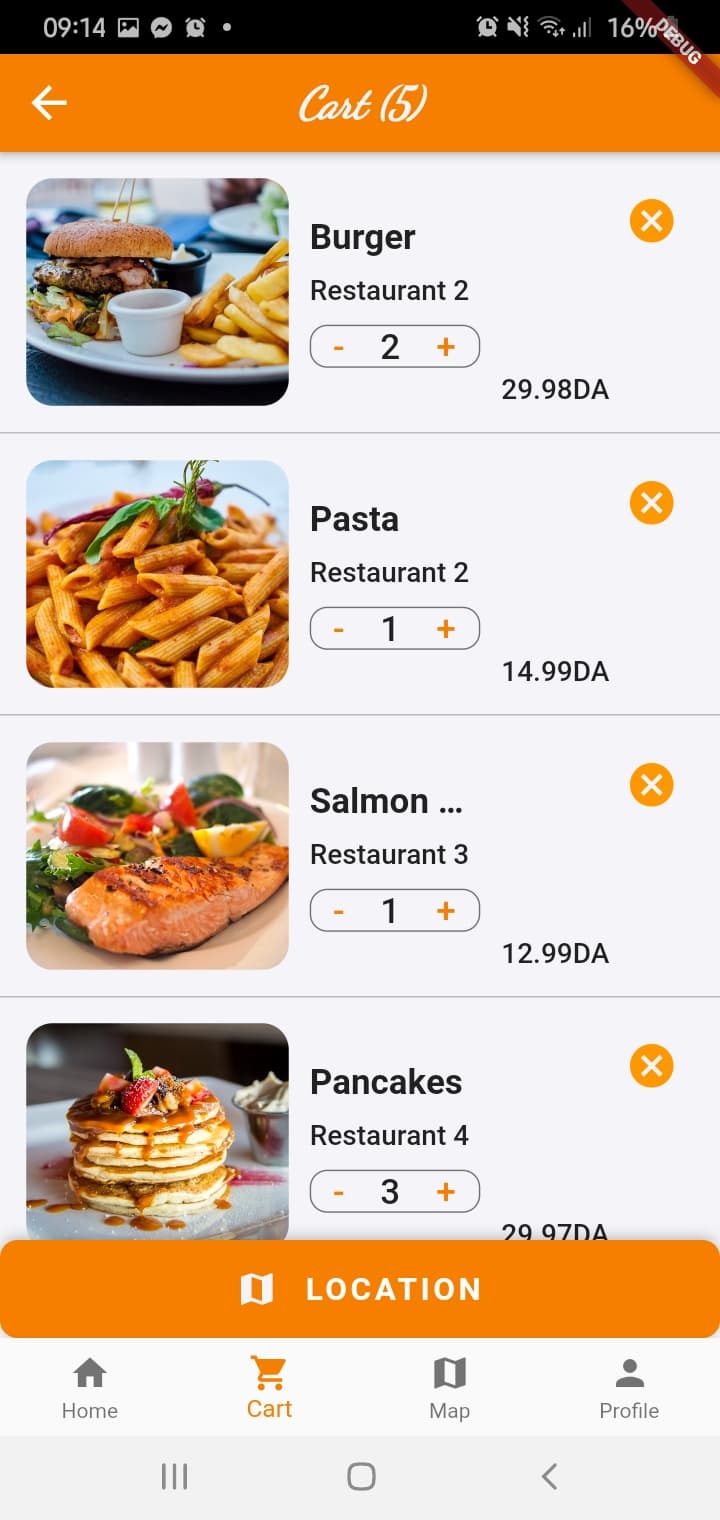 09:14
16%
DEBUG
Cart (5)
Burger
Restaurant 2
- 2 +
29.98DA
Pasta
Restaurant 2
- 1 +
14.99DA
Salmon ...
Restaurant 3
- 1 +
12.99DA
Pancakes
Restaurant 4
- 3 +
29.97DA
LOCATION
Home
Cart
Map
Profile